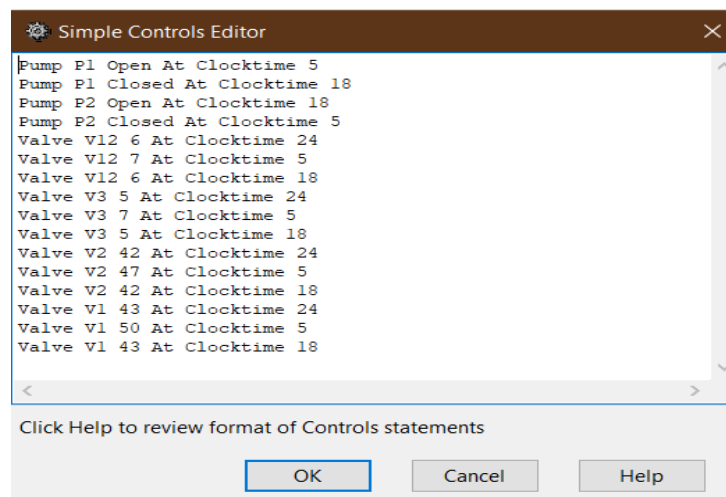 Simple Controls Editor
Pump P1 Open At Clocktime 5
Pump P1 Closed At Clocktime 18
Pump P2 Open At Clocktime 18
Pump P2 Closed At Clocktime 5
Valve V12 6 At Clocktime 24
Valve V12 7 At Clocktime 5
Valve V12 6 At Clocktime 18
Valve V3 5 At Clocktime 24
Valve V3 7 At Clocktime 5
Valve V3 5 At Clocktime 18
Valve V2 42 At Clocktime 24
Valve V2 47 At Clocktime 5
Valve V2 42 At Clocktime 18
Valve V1 43 At Clocktime 24
Valve V1 50 At Clocktime 5
Valve V1 43 At Clocktime 18
Click Help to review format of Controls statements
OK Cancel Help